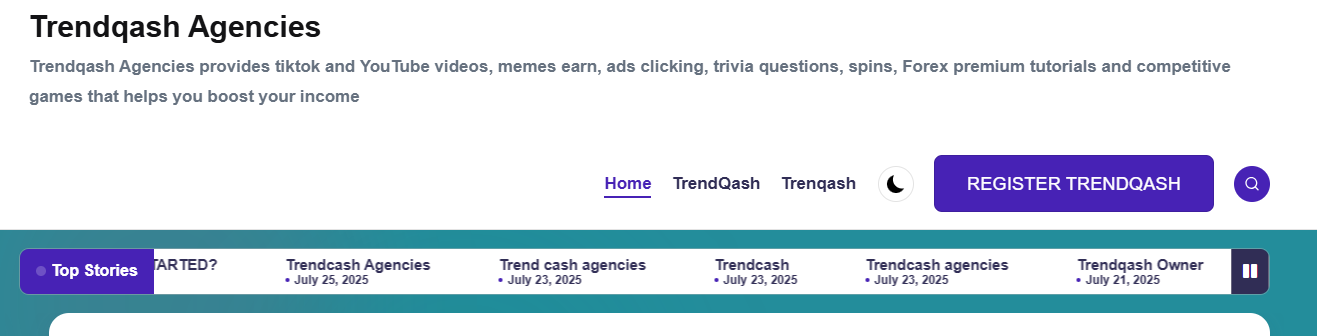 Trendqash Agencies
Trendqash Agencies provides tiktok and YouTube videos, memes earn, ads clicking, trivia questions, spins, Forex premium tutorials and competitive
games that helps you boost your income
Home TrendQash Trenqash REGISTER TRENDQASH
Top Stories TARTED? Trendcash Agencies Trend cash agencies Trendcash Trendcash agencies Trendqash Owner
July 25, 2025 July 23, 2025 July 23, 2025 July 23, 2025 July 21, 2025